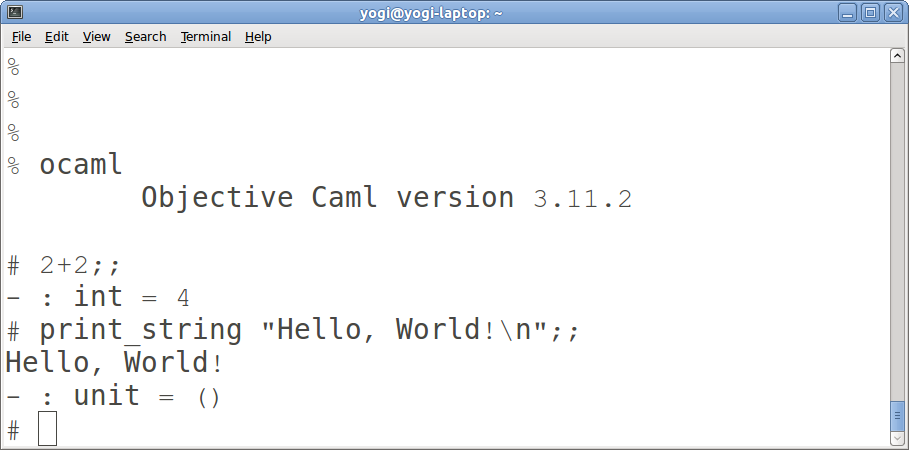 yogi@yogi-laptop: ~
File Edit View Search Terminal Help
%
%
%
% ocaml
        Objective Caml version 3.11.2

# 2+2;;
- : int = 4
# print_string "Hello, World!\n";;
Hello, World!
- : unit = ()
#